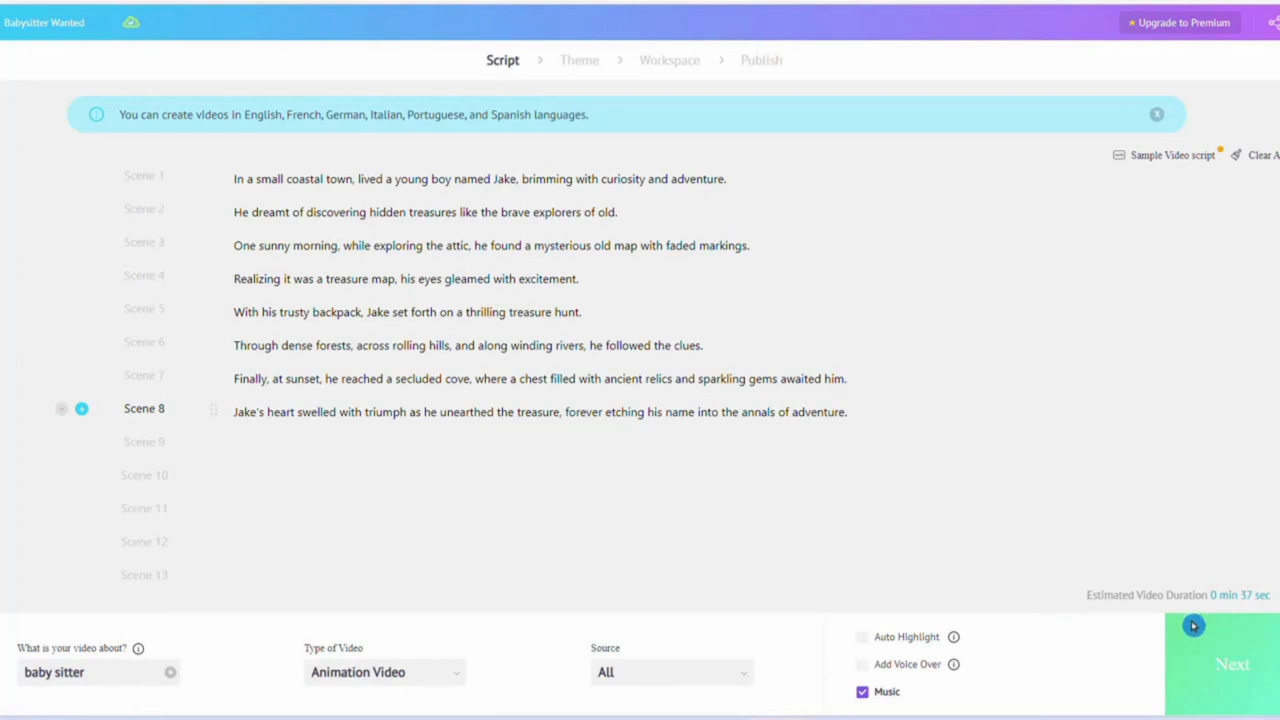 Babysitter Wanted
Upgrade to Premium
Script > Theme > Workspace > Publish
You can create videos in English, French, German, Italian, Portuguese, and Spanish languages.
Sample Video script Clear A
Scene 1 In a small coastal town, lived a young boy named Jake, brimming with curiosity and adventure.
Scene 2 He dreamt of discovering hidden treasures like the brave explorers of old.
Scene 3 One sunny morning, while exploring the attic, he found a mysterious old map with faded markings.
Scene 4 Realizing it was a treasure map, his eyes gleamed with excitement.
Scene 5 With his trusty backpack, Jake set forth on a thrilling treasure hunt.
Scene 6 Through dense forests, across rolling hills, and along winding rivers, he followed the clues.
Scene 7 Finally, at sunset, he reached a secluded cove, where a chest filled with ancient relics and sparkling gems awaited him.
Scene 8 Jake's heart swelled with triumph as he unearthed the treasure, forever etching his name into the annals of adventure.
Scene 9
Scene 10
Scene 11
Scene 12
Scene 13
Estimated Video Duration 0 min 37 sec
What is your video about?
baby sitter
Type of Video
Animation Video
Source
All
Auto Highlight
Add Voice Over
Music
Next